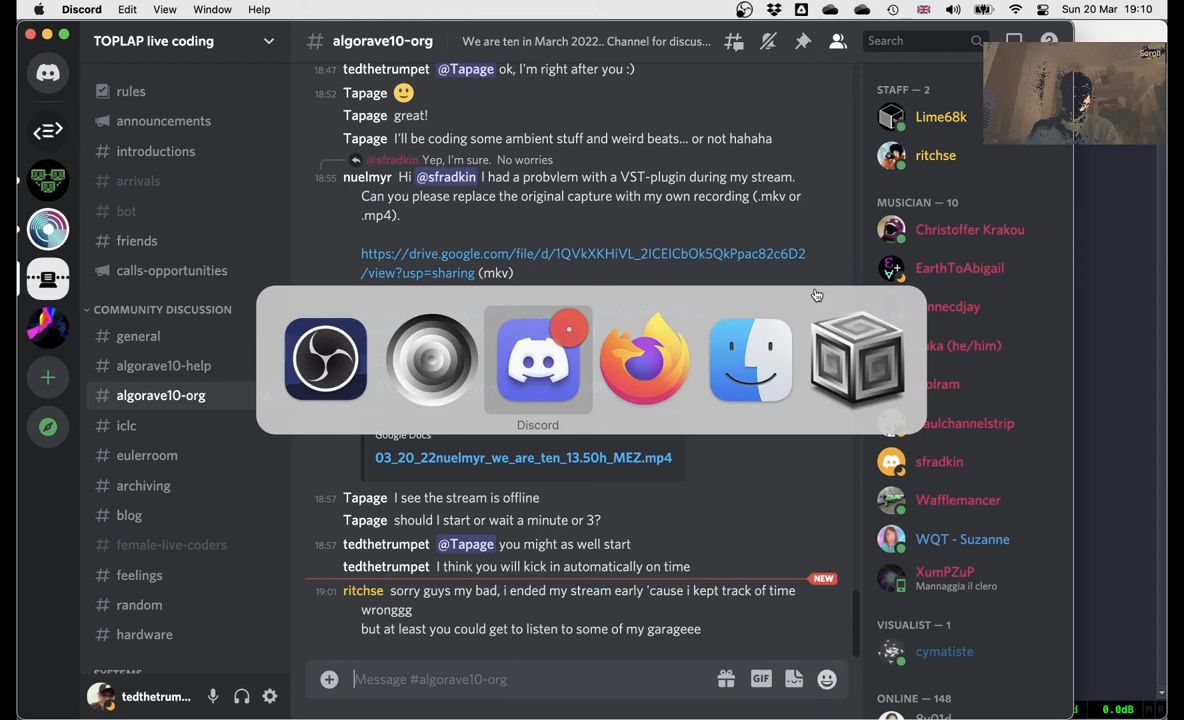 Discord Edit View Window Help
Sun 20 Mar 19:10
TOPLAP live coding
# algorave10-org
We are ten in March 2022.. Channel for discus...
Search
Scroll
rules
announcements
# introductions
# arrivals
# bot
# friends
calls-opportunities
COMMUNITY DISCUSSION
# general
# algorave10-help
# algorave10-org
# iclc
# eulerroom
# archiving
# blog
# female-live-coders
# feelings
# random
# hardware
tedthetrum...
18:47 tedthetrumpet @Tapage ok, I'm right after you :)
18:52 Tapage
Tapage great!
Tapage I'll be coding some ambient stuff and weird beats... or not hahaha
@sfradkin Yep, I'm sure. No worries
18:55 nuelmyr Hi @sfradkin I had a probvlem with a VST-plugin during my stream.
Can you please replace the original capture with my own recording (.mkv or
.mp4).
https://drive.google.com/file/d/1QVkXKHiVL_2ICEICbOk5QkPpac82c6D2
/view?usp=sharing (mkv)
Discord
Google Docs
03_20_22nuelmyr_we_are_ten_13.50h_MEZ.mp4
18:57 Tapage I see the stream is offline
Tapage should I start or wait a minute or 3?
18:57 tedthetrumpet @Tapage you might as well start
tedthetrumpet I think you will kick in automatically on time
NEW
19:01 ritchse sorry guys my bad, i ended my stream early 'cause i kept track of time
wronggg
but at least you could get to listen to some of my garageee
Message #algorave10-org
GIF
STAFF — 2
Lime68k
ritchse
MUSICIAN — 10
Christoffer Krakou
EarthToAbigail
nnecdjay
uka (he/him)
olram
aulchannelstrip
sfradkin
Wafflemancer
WQT - Suzanne
XumPZuP
Mannaggia il clero
VISUALIST — 1
cymatiste
ONLINE — 148
0.0dB